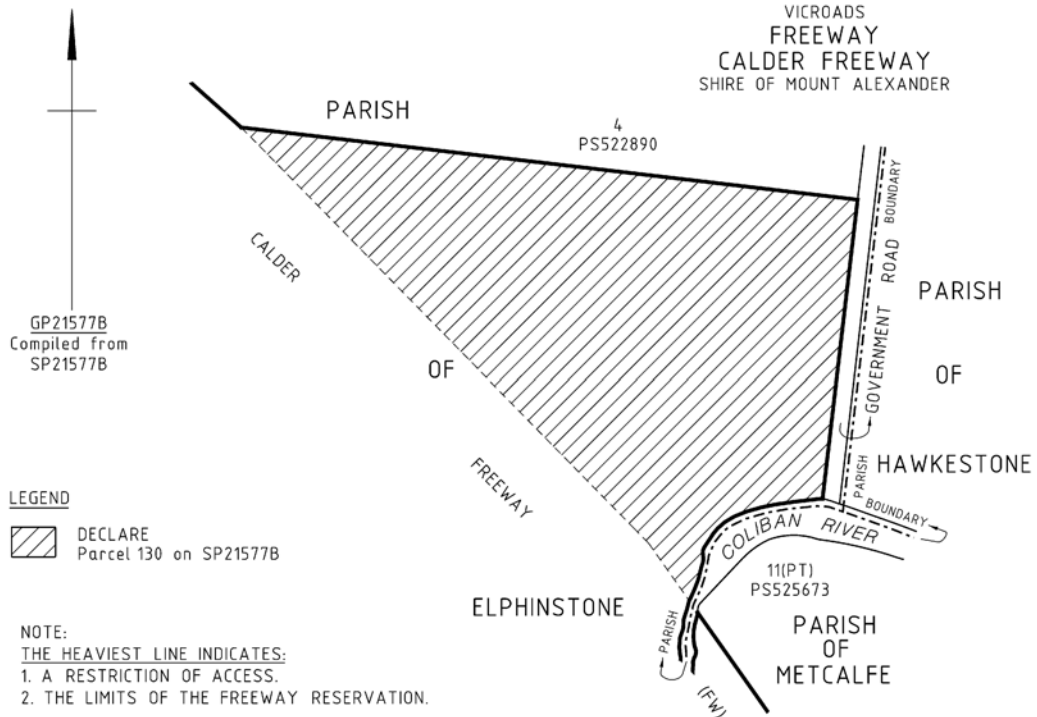 VICROADS
FREEWAY
CALDER FREEWAY
SHIRE OF MOUNT ALEXANDER
PARISH
4
PS522890
CALDER
OF
FREEWAY
ELPHINSTONE
GOVERNMENT ROAD
BOUNDARY
PARISH
PARISH
OF
HAWKESTONE
BOUNDARY
COLIBAN RIVER
11(PT)
PS525673
PARISH
PARISH
OF
METCALFE
(FW)
GP21577B
Compiled from
SP21577B
LEGEND
DECLARE
Parcel 130 on SP21577B
NOTE:
THE HEAVIEST LINE INDICATES:
1. A RESTRICTION OF ACCESS.
2. THE LIMITS OF THE FREEWAY RESERVATION.